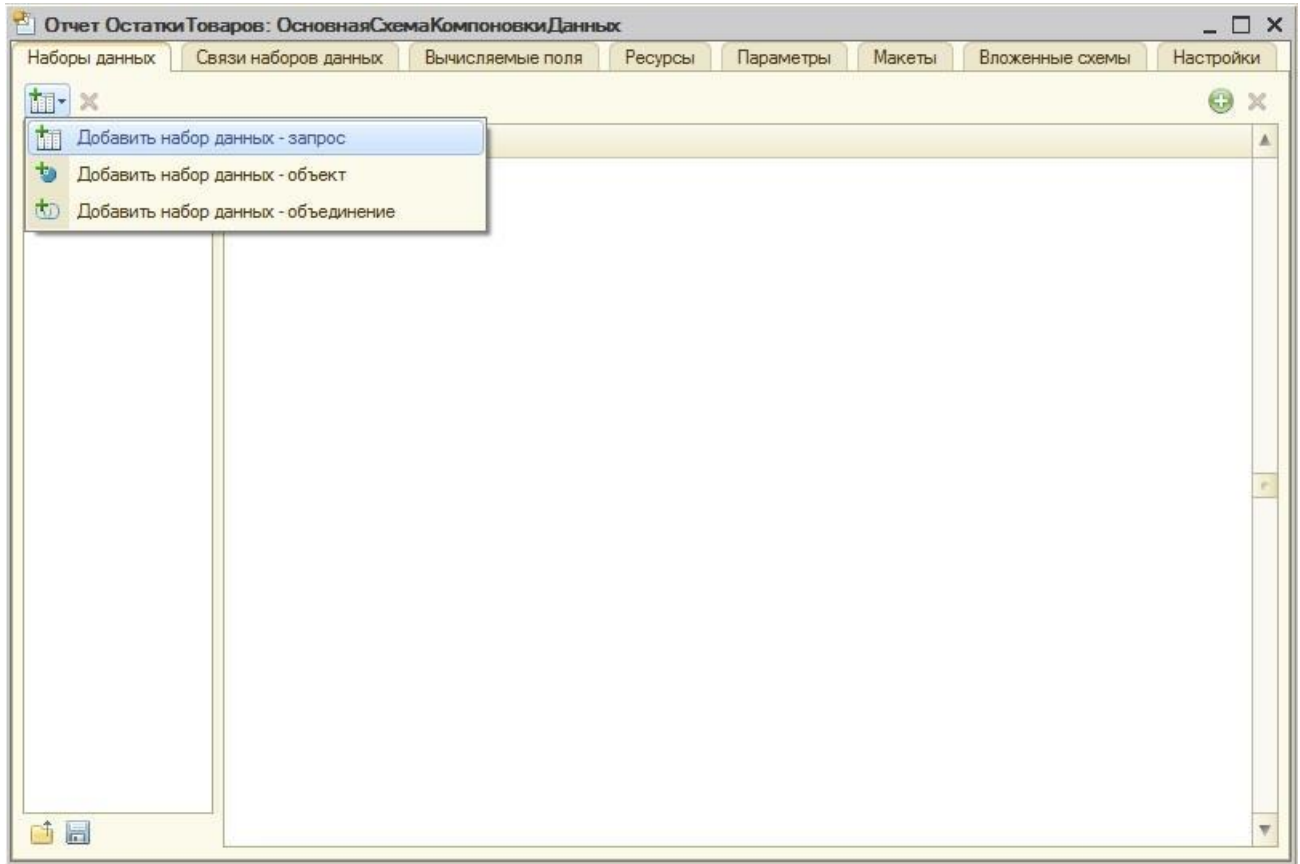 Отчет ОстаткиТоваров: ОсновнаяСхемаКомпоновкиДанных
Наборы данных Связи наборов данных Вычисляемые поля Ресурсы Параметры Макеты Вложенные схемы Настройки
Добавить набор данных - запрос
Добавить набор данных - объект
Добавить набор данных - объединение